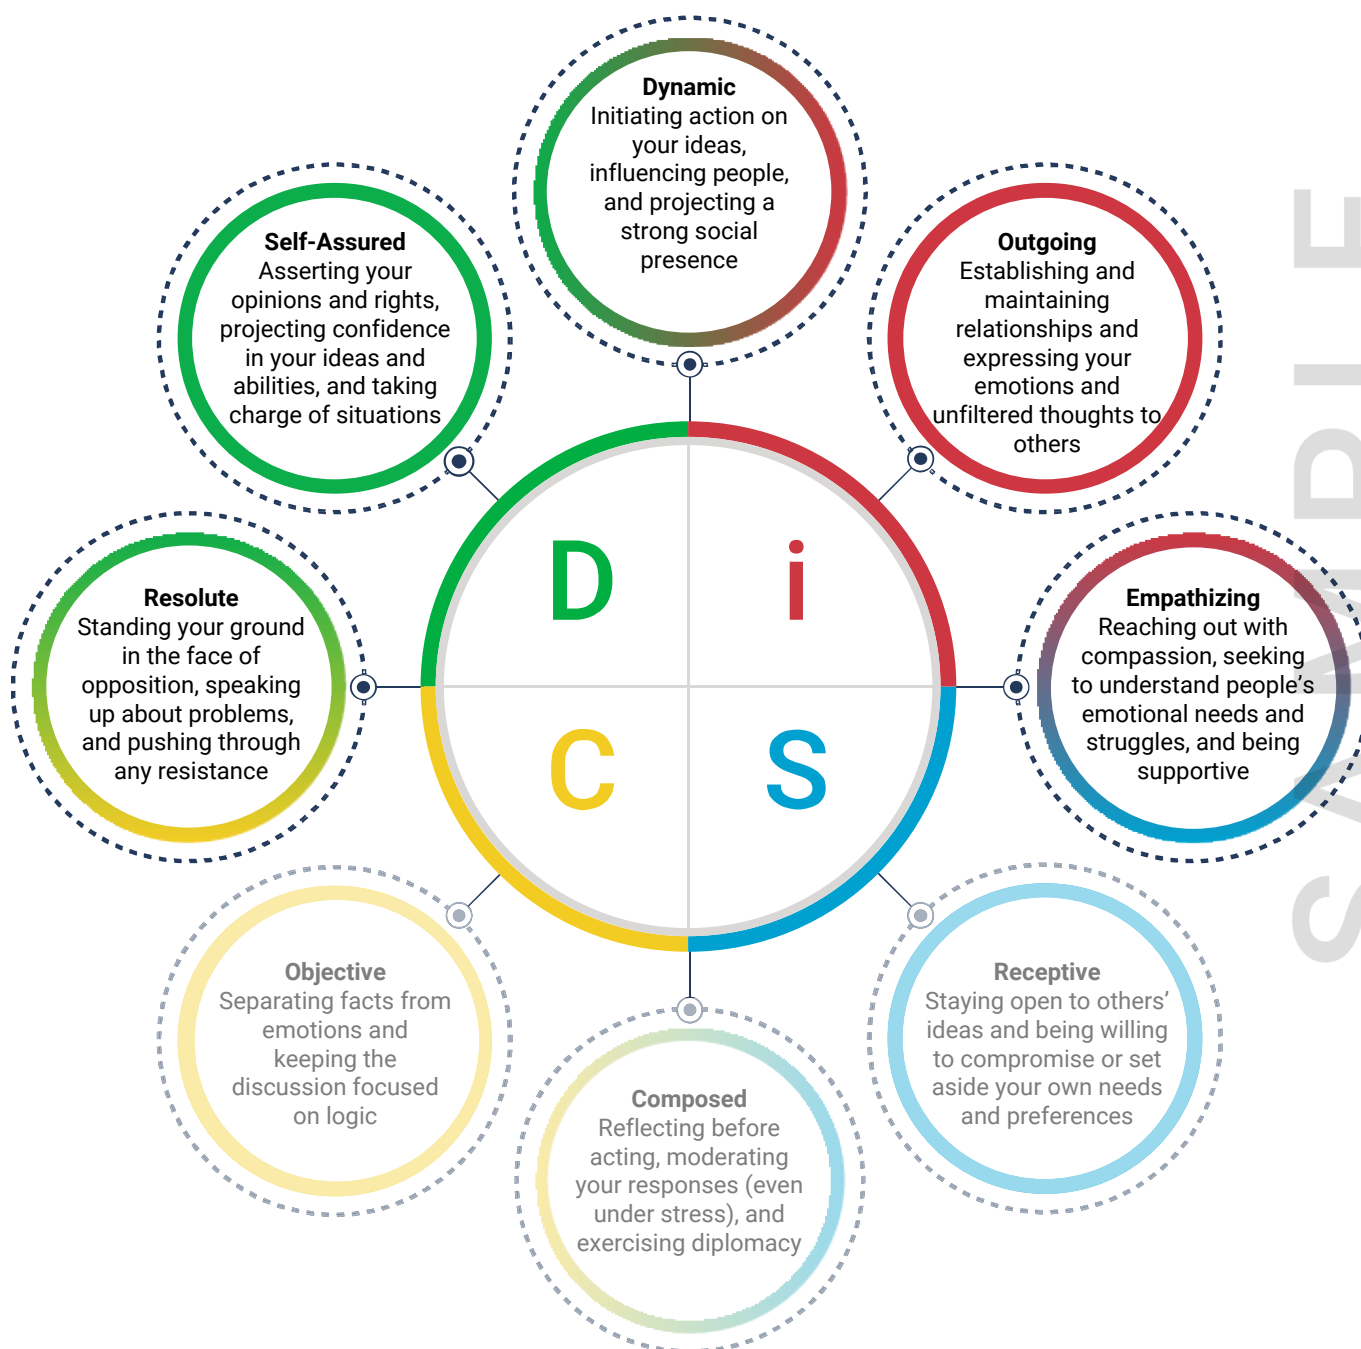 Dynamic
Initiating action on
your ideas,
influencing people,
and projecting a
strong social
presence
Self-Assured
Asserting your
opinions and rights,
projecting confidence
in your ideas and
abilities, and taking
charge of situations
Outgoing
Establishing and
maintaining
relationships and
expressing your
emotions and
unfiltered thoughts to
others
Resolute
Standing your ground
in the face of
opposition, speaking
up about problems,
and pushing through
any resistance
D i
C S
Empathizing
Reaching out with
compassion, seeking
to understand people’s
emotional needs and
struggles, and being
supportive
Objective
Separating facts from
emotions and
keeping the
discussion focused
on logic
Composed
Reflecting before
acting, moderating
your responses (even
under stress), and
exercising diplomacy
Receptive
Staying open to others’
ideas and being willing
to compromise or set
aside your own needs
and preferences
SAMPLE